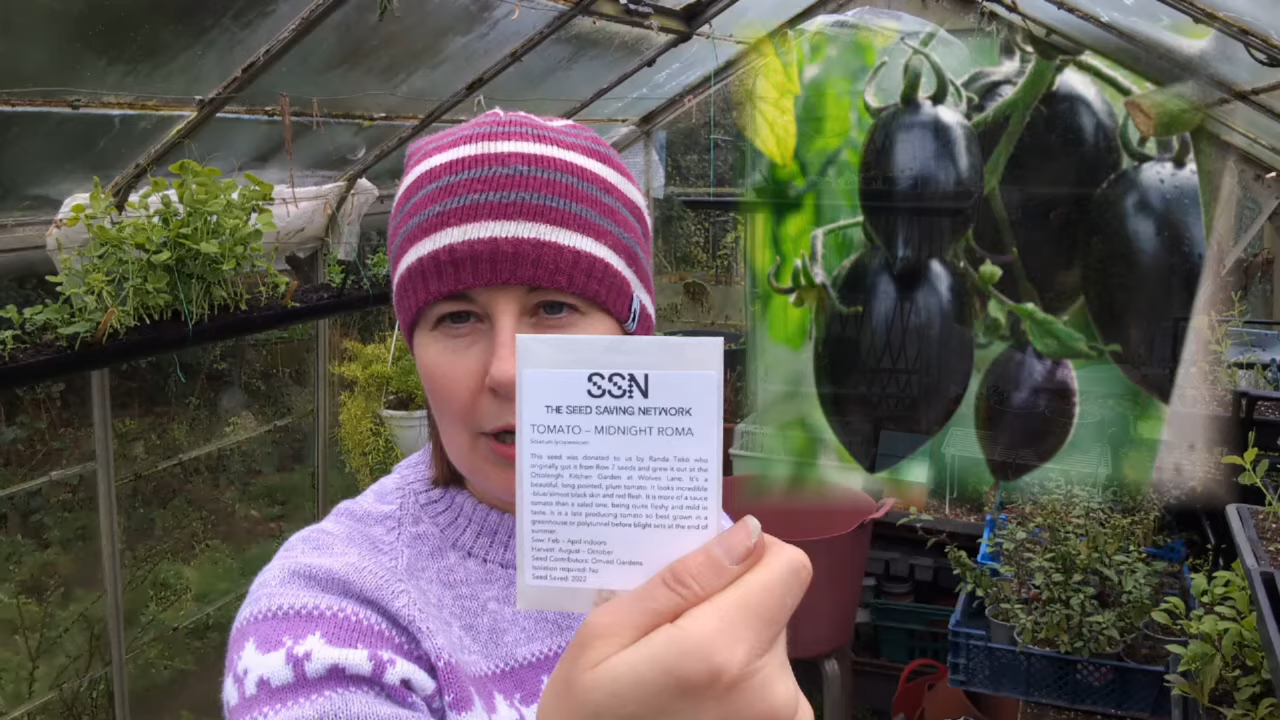 SSN
THE SEED SAVING NETWORK
TOMATO – MIDNIGHT ROMA
Solanum lycopersicum
This seed was donated to us by Randa Toko who
originally got it from Row 7 seeds and grew it out at the
Ottolenghi Kitchen Garden at Wolves Lane. It's a
beautiful, long pointed, plum tomato. It looks incredible
-blue/almost black skin and red flesh. It is more of a sauce
tomato than a salad one, being quite fleshy and mild in
taste. It is a late producing tomato so best grown in a
greenhouse or polytunnel before blight sets at the end of
summer.
Sow: Feb – April indoors
Harvest: August – October
Seed Contributors: Omved Gardens
Isolation required: No
Seed Saved: 2022